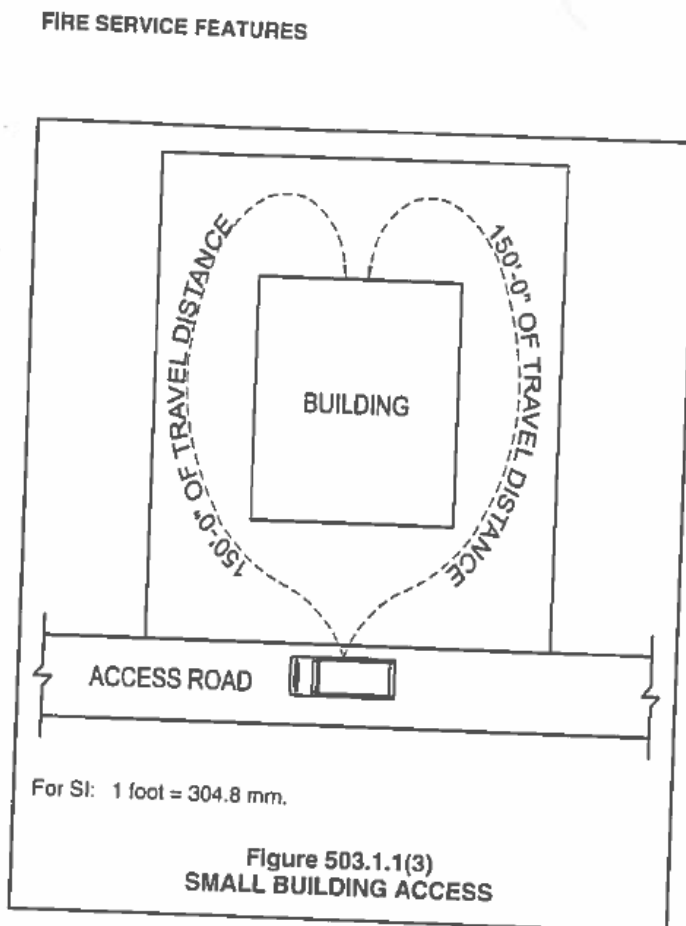 FIRE SERVICE FEATURES
150'-0" OF TRAVEL DISTANCE
150'-0" OF TRAVEL DISTANCE
BUILDING
ACCESS ROAD
For SI: 1 foot = 304.8 mm.
Figure 503.1.1(3)
SMALL BUILDING ACCESS